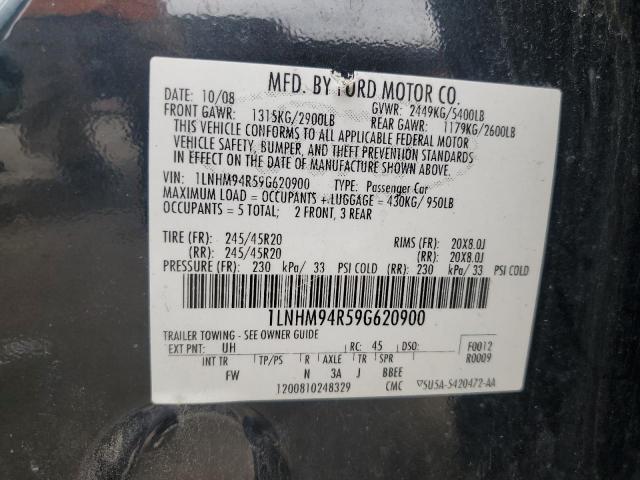 MFD. BY FORD MOTOR CO.
DATE: 10/08 GVWR: 2449KG/5400LB
FRONT GAWR: 1315KG/2900LB REAR GAWR: 1179KG/2600LB
THIS VEHICLE CONFORMS TO ALL APPLICABLE FEDERAL MOTOR
VEHICLE SAFETY, BUMPER, AND THEFT PREVENTION STANDARDS
IN EFFECT ON THE DATE OF MANUFACTURE SHOWN ABOVE.
VIN: 1LNHM94R59G620900 TYPE: Passenger Car
MAXIMUM LOAD = OCCUPANTS + LUGGAGE = 430KG/ 950LB
OCCUPANTS = 5 TOTAL; 2 FRONT, 3 REAR
TIRE (FR): 245/45R20 RIMS (FR): 20X8.0J
(RR): 245/45R20 (RR): 20X8.0J
PRESSURE (FR): 230 kPa/ 33 PSI COLD (RR): 230 kPa/ 33 PSI COLD
1LNHM94R59G620900
TRAILER TOWING - SEE OWNER GUIDE
EXT PNT: UH RC: 45 DSO: F0012
INT TR TP/PS R AXLE TR SPR R0009
FW N 3A J BBEE
1200810248329 CMC 5U5A-5420472-AA